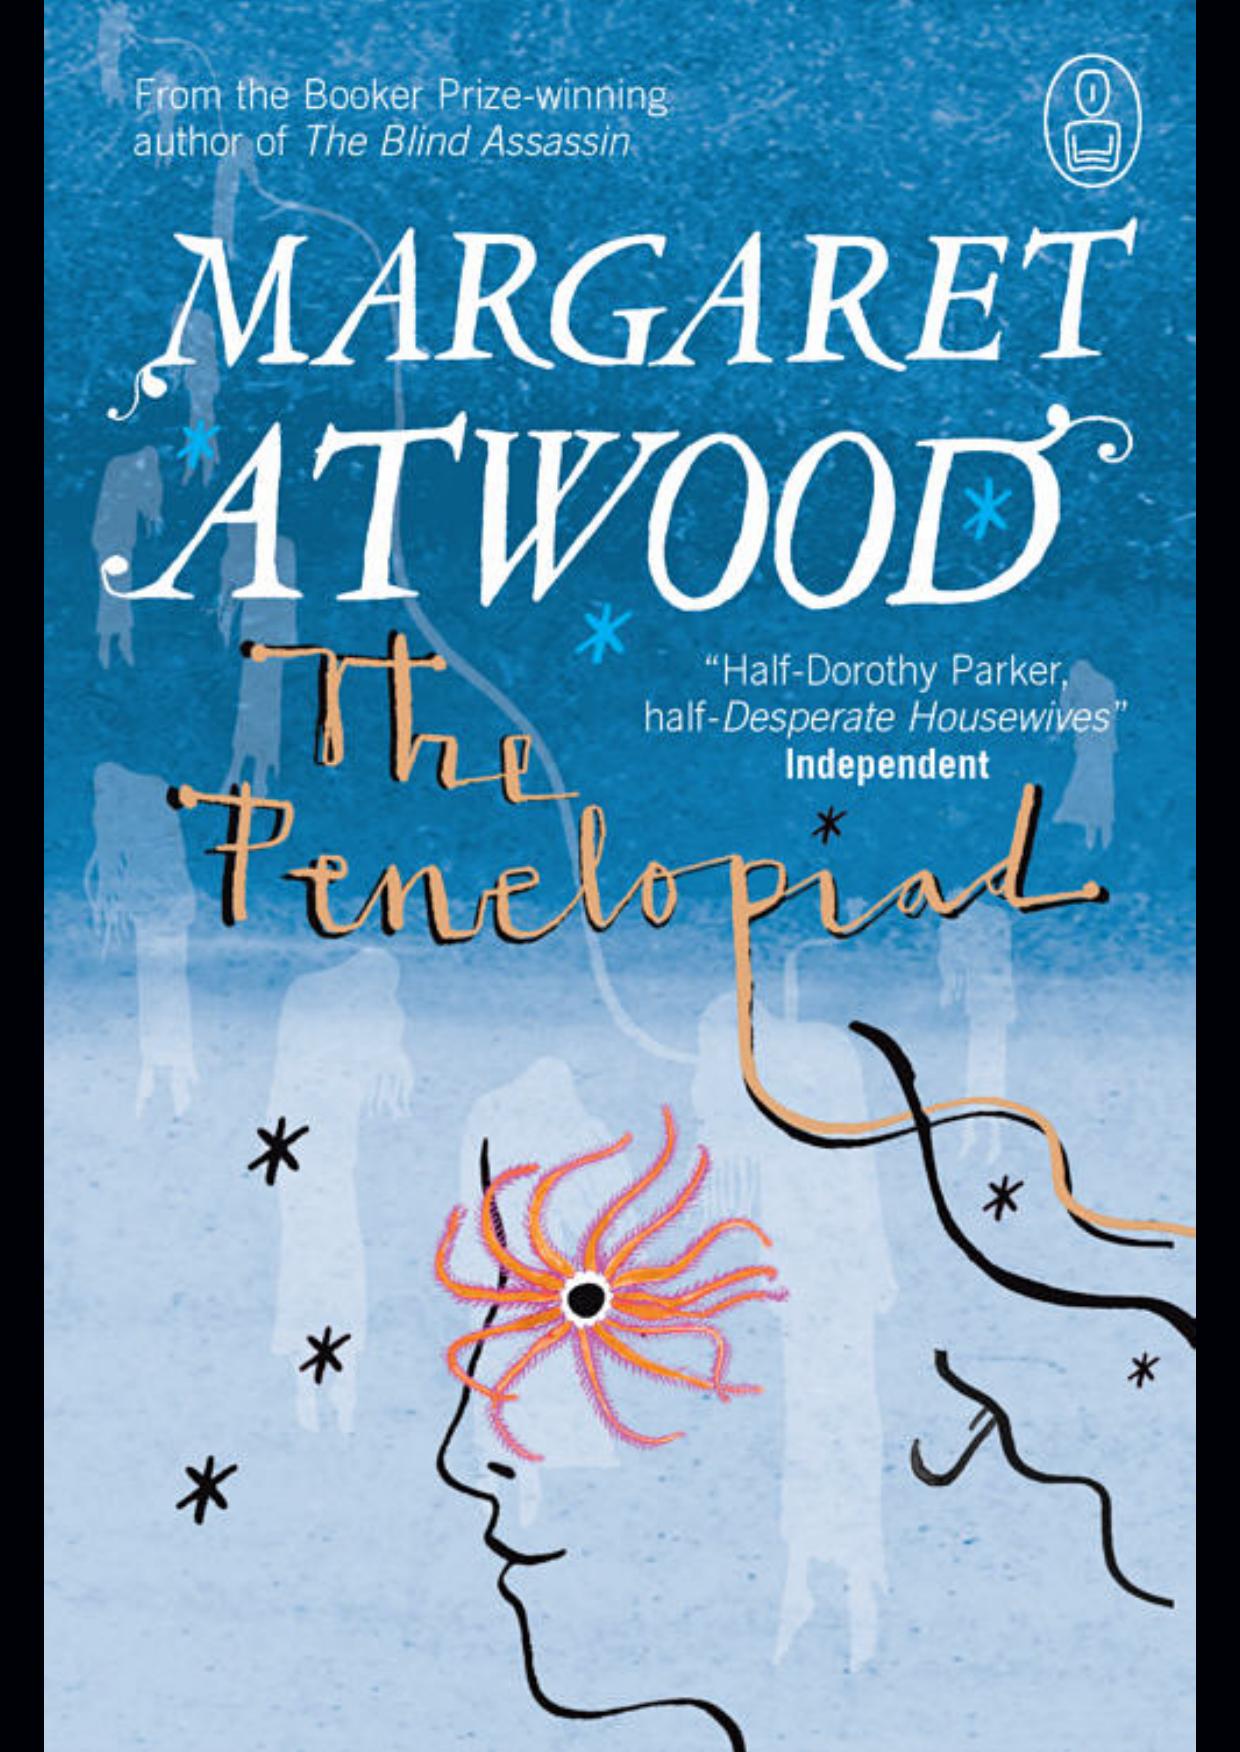 From the Booker Prize-winning
author of The Blind Assassin
MARGARET
ATWOOD
The
Penelopiad
“Half-Dorothy Parker,
half-Desperate Housewives”
Independent